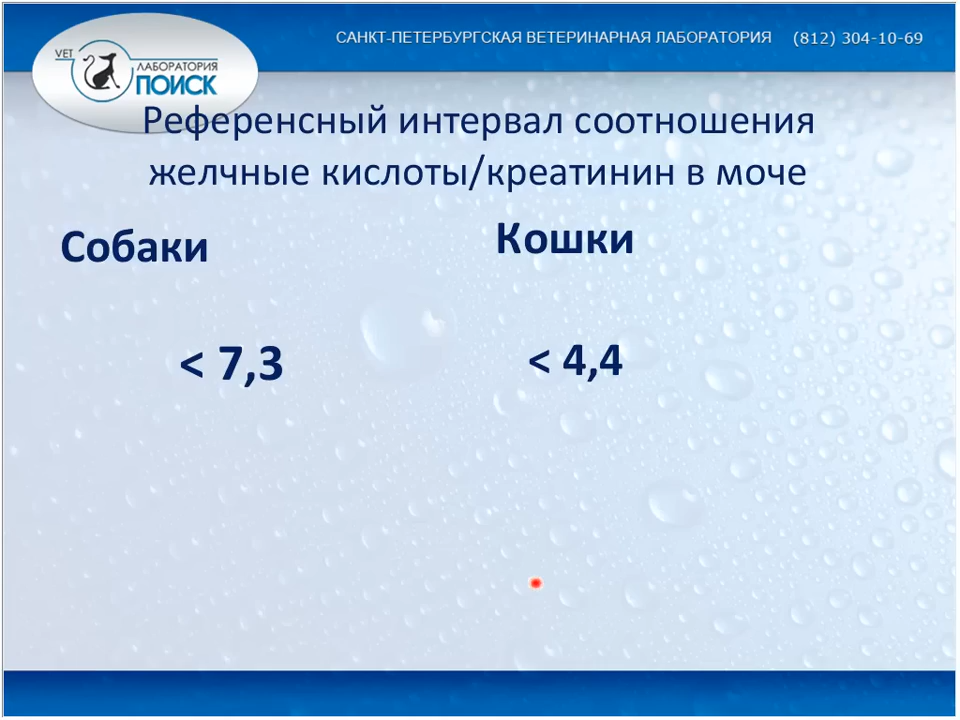 САНКТ-ПЕТЕРБУРГСКАЯ ВЕТЕРИНАРНАЯ ЛАБОРАТОРИЯ (812) 304-10-69
VET
ЛАБОРАТОРИЯ
ПОИСК
Референсный интервал соотношения
желчные кислоты/креатинин в моче
Собаки
Кошки
< 7,3
< 4,4